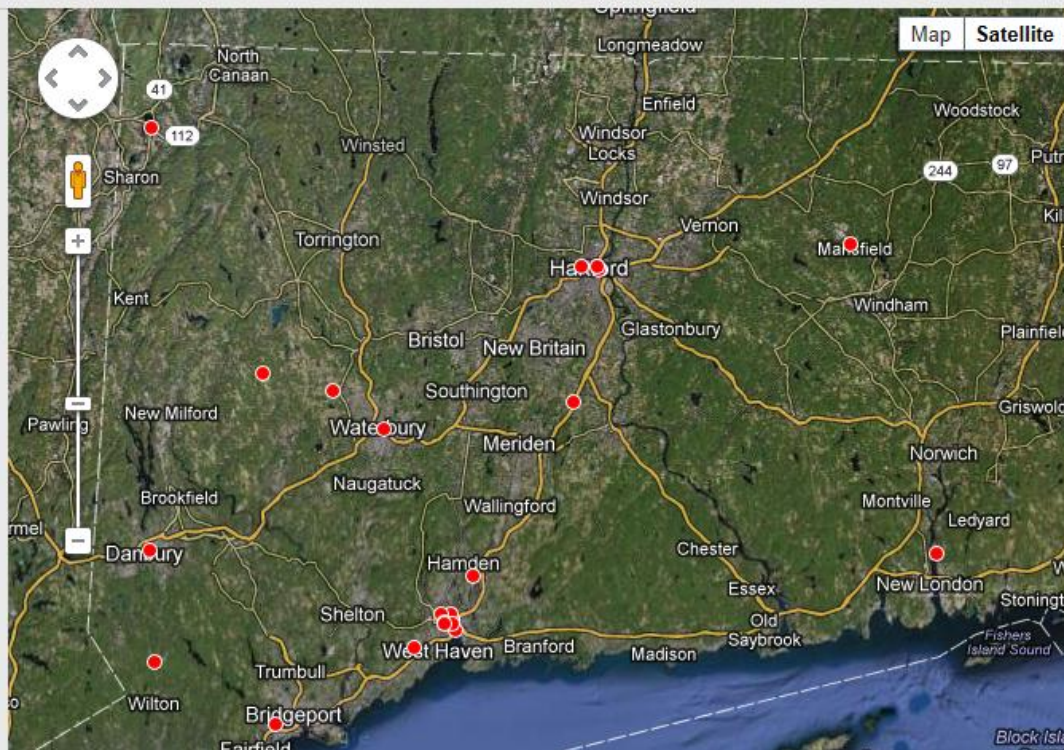 Springfield
Map Satellite
Longmeadow
North
Canaan
41
Enfield
Woodstock
112
Windsor
Locks
Winsted
244
97
Sharon
Windsor
Vernon
Torrington
Mansfield
Hartford
Kent
Windham
Glastonbury
Bristol
New Britain
Southington
New Milford
Pawling
Waterbury
Meriden
Norwich
Naugatuck
Brookfield
Wallingford
Montville
Ledyard
Danbury
Chester
Hamden
New London
Essex
Shelton
Old
Saybrook
Fishers
Island Sound
Branford
West Haven
Madison
Trumbull
Wilton
Bridgeport
Fairfield